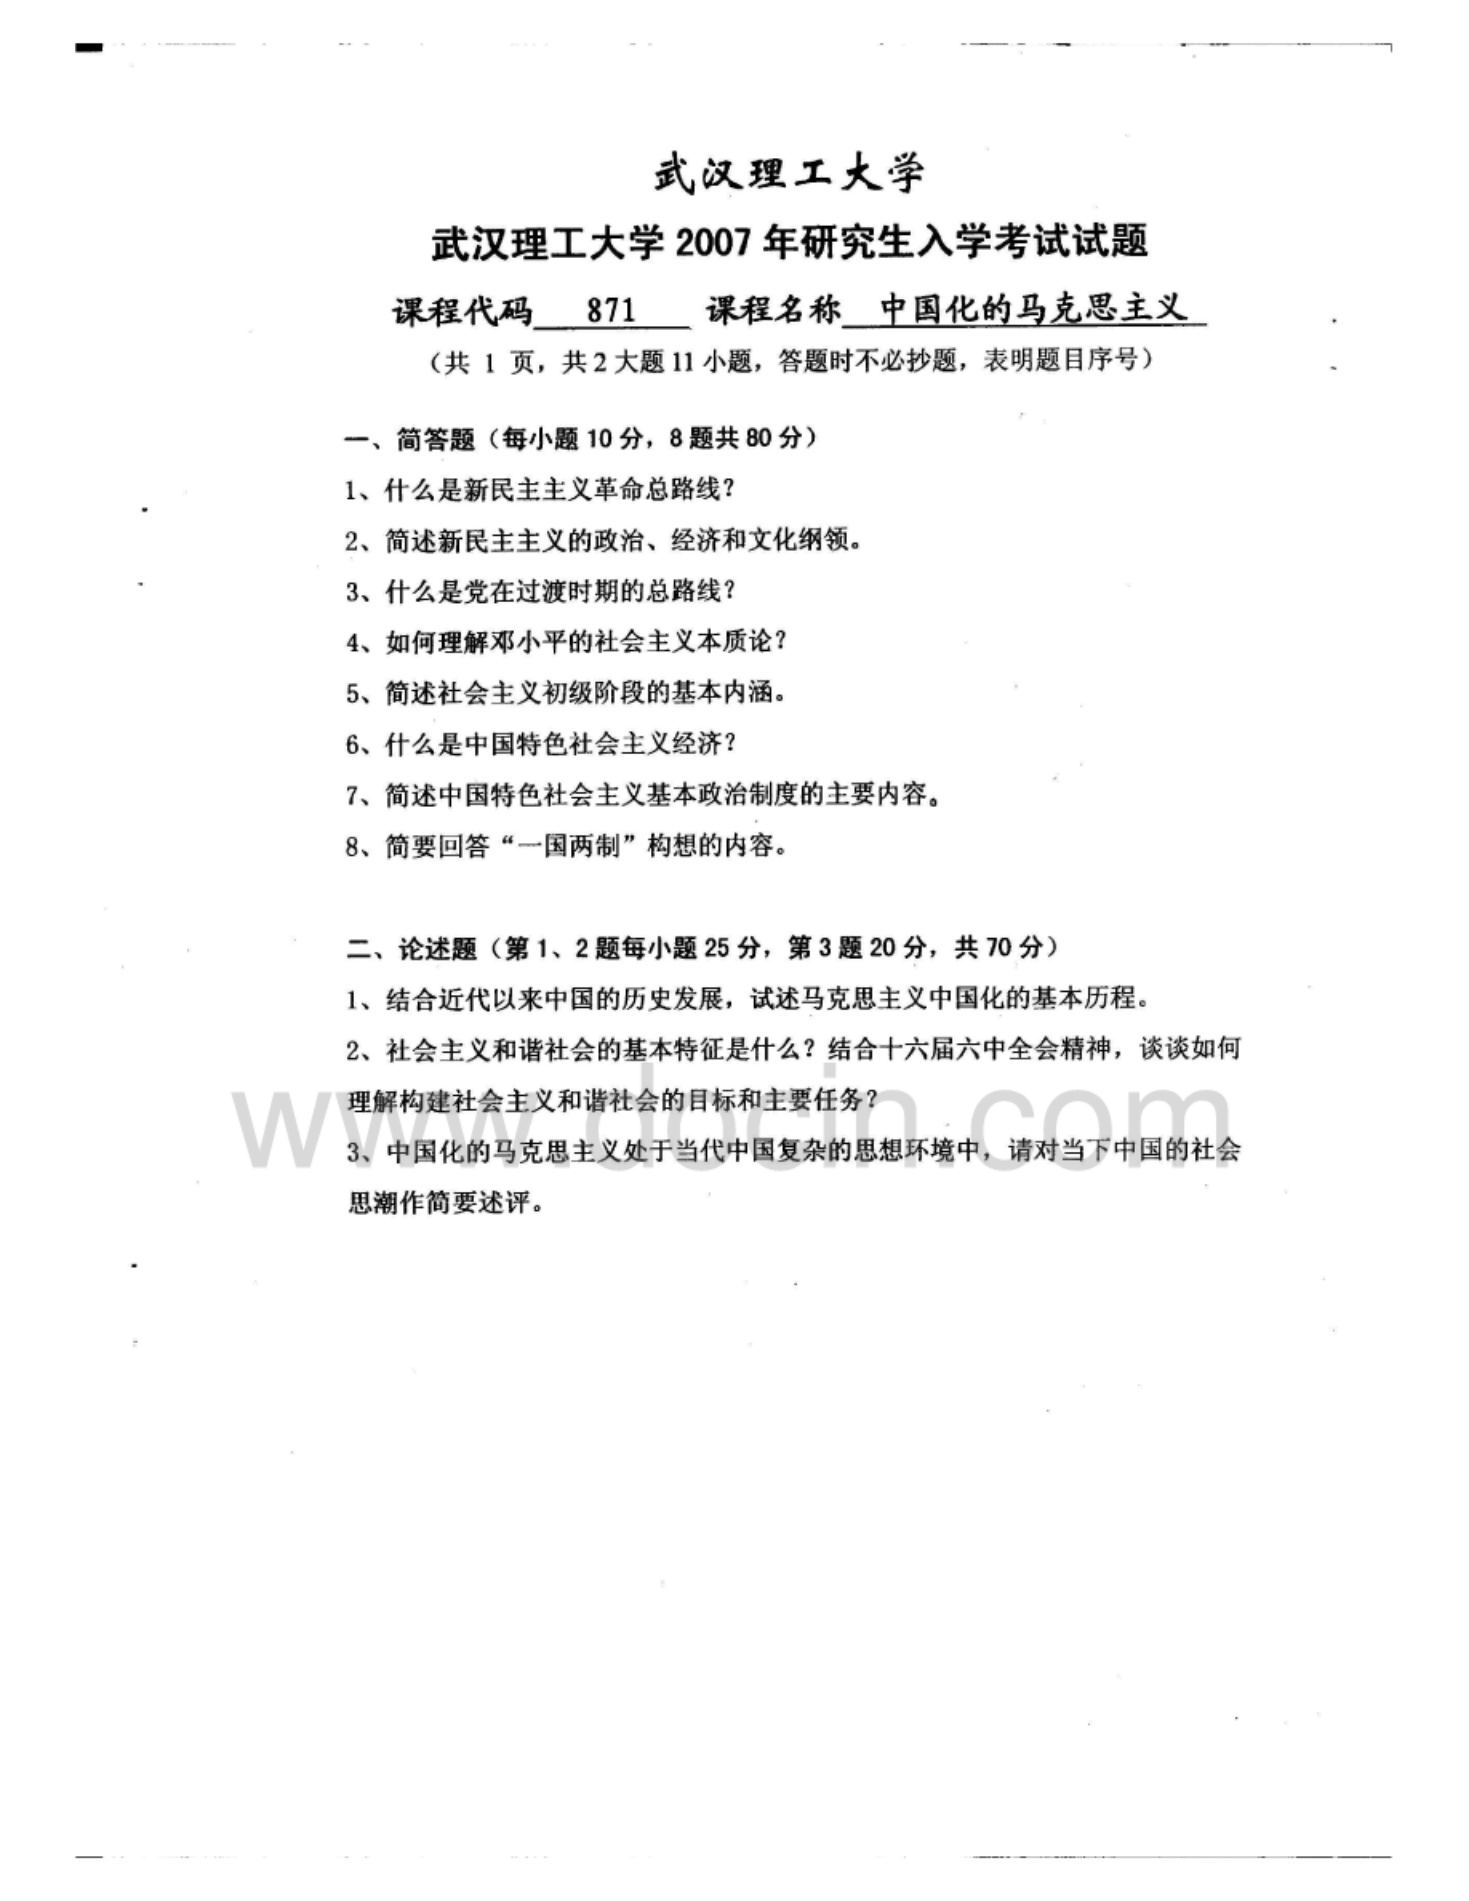 武汉理工大学
武汉理工大学 2007 年研究生入学考试试题
课程代码 871 课程名称 中国化的马克思主义
（共 1 页，共 2 大题 11 小题，答题时不必抄题，表明题目序号）
一、简答题（每小题 10 分，8 题共 80 分）
1、什么是新民主主义革命总路线？
2、简述新民主主义的政治、经济和文化纲领。
3、什么是党在过渡时期的总路线？
4、如何理解邓小平的社会主义本质论？
5、简述社会主义初级阶段的基本内涵。
6、什么是中国特色社会主义经济？
7、简述中国特色社会主义基本政治制度的主要内容。
8、简要回答“一国两制”构想的内容。
二、论述题（第 1、2 题每小题 25 分，第 3 题 20 分，共 70 分）
1、结合近代以来中国的历史发展，试述马克思主义中国化的基本历程。
2、社会主义和谐社会的基本特征是什么？结合十六届六中全会精神，谈谈如何
理解构建社会主义和谐社会的目标和主要任务？
www.docin.com
3、中国化的马克思主义处于当代中国复杂的思想环境中，请对当下中国的社会
思潮作简要述评。